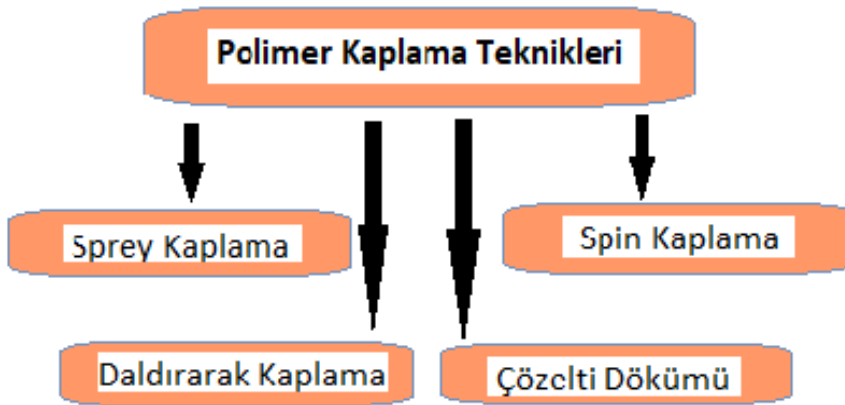 Polimer Kaplama Teknikleri
Sprey Kaplama
Spin Kaplama
Daldırarak Kaplama
Çözelti Dökümü